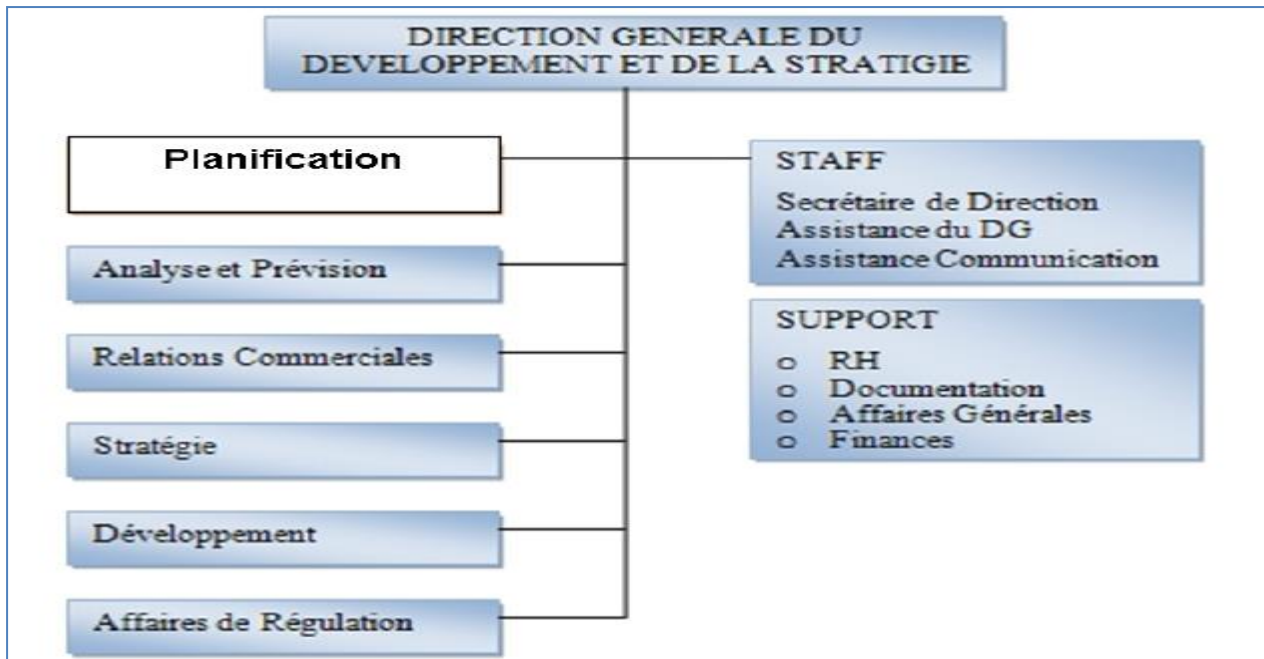 DIRECTION GENERALE DU
DEVELOPPEMENT ET DE LA STRATIGIE
Planification
Analyse et Prévision
Relations Commerciales
Stratégie
Développement
Affaires de Régulation
STAFF
Secrétaire de Direction
Assistance du DG
Assistance Communication
SUPPORT
o RH
o Documentation
o Affaires Générales
o Finances